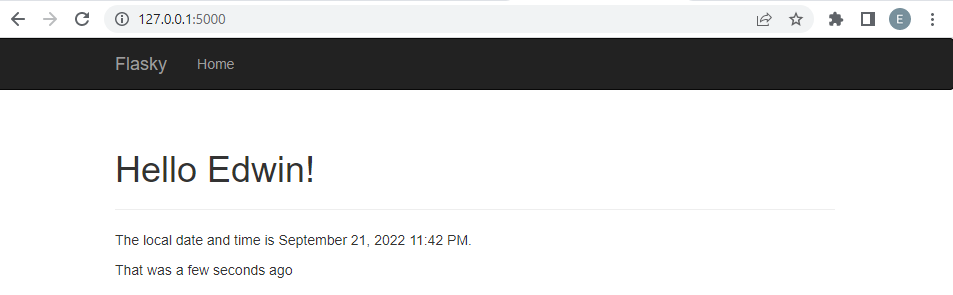 127.0.0.1:5000
E
Flasky Home
Hello Edwin!
The local date and time is September 21, 2022 11:42 PM.
That was a few seconds ago